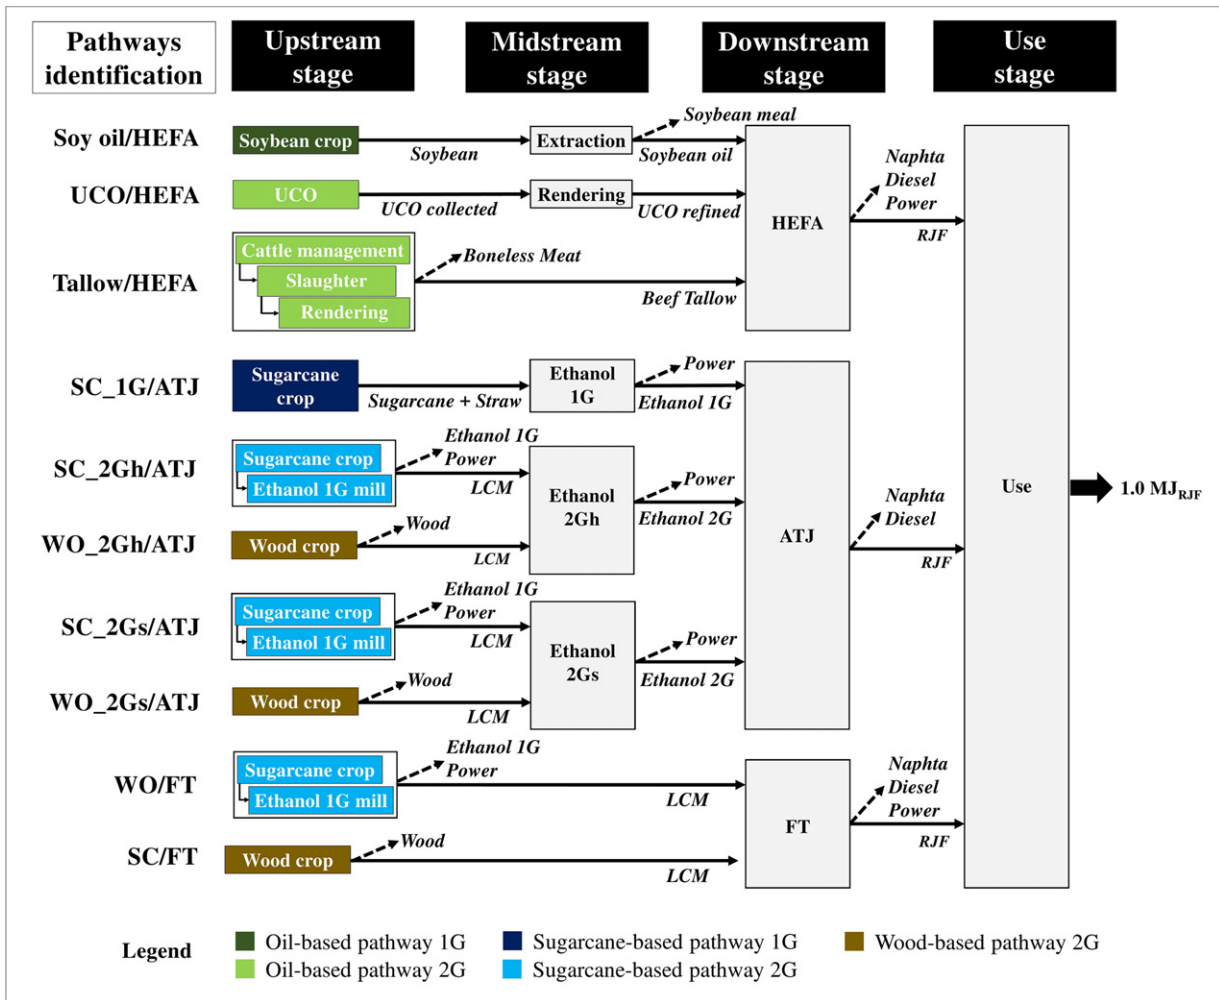 Pathways
identification
Upstream
stage
Midstream
stage
Downstream
stage
Use
stage
Soy oil/HEFA
Soybean crop
Soybean
Extraction
Soybean meal
Soybean oil
UCO/HEFA
UCO
UCO collected
Rendering
UCO refined
HEFA
Naphta
Diesel
Power
RJF
Tallow/HEFA
Cattle management
Slaughter
Rendering
Boneless Meat
Beef Tallow
SC_1G/ATJ
Sugarcane
crop
Sugarcane + Straw
Ethanol
1G
Power
Ethanol 1G
SC_2Gh/ATJ
Sugarcane crop
Ethanol 1G mill
Ethanol 1G
Power
LCM
Ethanol
2Gh
Power
Ethanol 2G
WO_2Gh/ATJ
Wood crop
Wood
LCM
ATJ
Naphta
Diesel
RJF
Use
1.0 MJRJF
SC_2Gs/ATJ
Sugarcane crop
Ethanol 1G mill
Ethanol 1G
Power
LCM
Ethanol
2Gs
Power
Ethanol 2G
WO_2Gs/ATJ
Wood crop
Wood
LCM
WO/FT
Sugarcane crop
Ethanol 1G mill
Ethanol 1G
Power
LCM
FT
Naphta
Diesel
Power
RJF
SC/FT
Wood crop
Wood
LCM
Legend
Oil-based pathway 1G
Oil-based pathway 2G
Sugarcane-based pathway 1G
Sugarcane-based pathway 2G
Wood-based pathway 2G